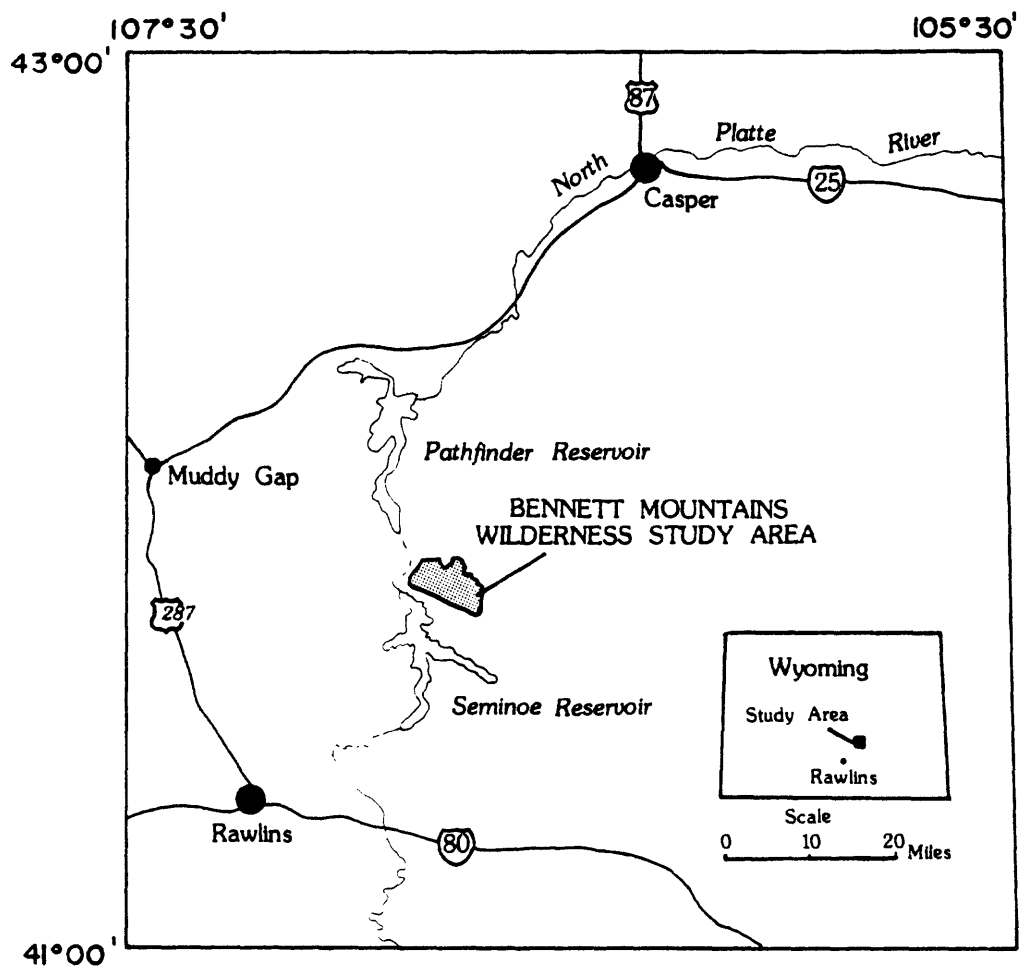 107°30'
105°30'
43°00'
87
North
Platte
River
25
Casper
Pathfinder Reservoir
Muddy Gap
BENNETT MOUNTAINS
WILDERNESS STUDY AREA
287
Wyoming
Study Area
Rawlins
Seminoe Reservoir
Scale
0 10 20 Miles
Rawlins
80
41°00'